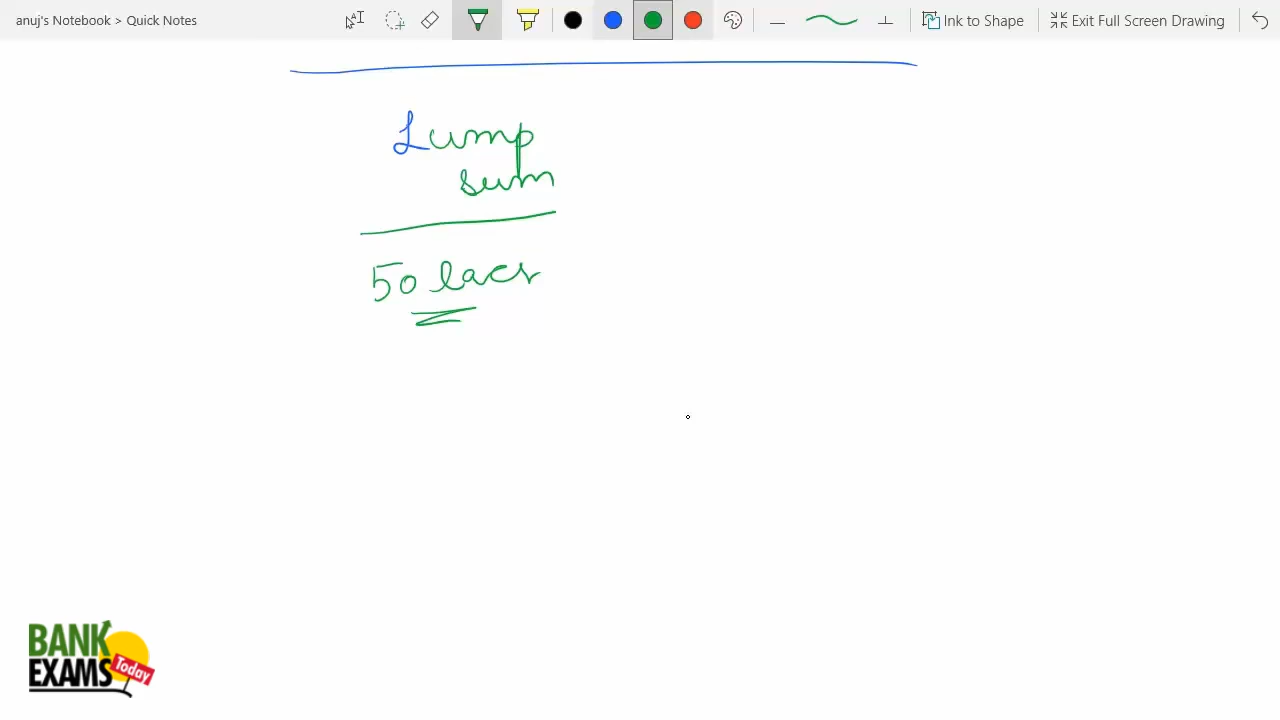 anuj's Notebook > Quick Notes
Ink to Shape
Exit Full Screen Drawing
Lump
sum
50 lacs
BANK
EXAMS
Today